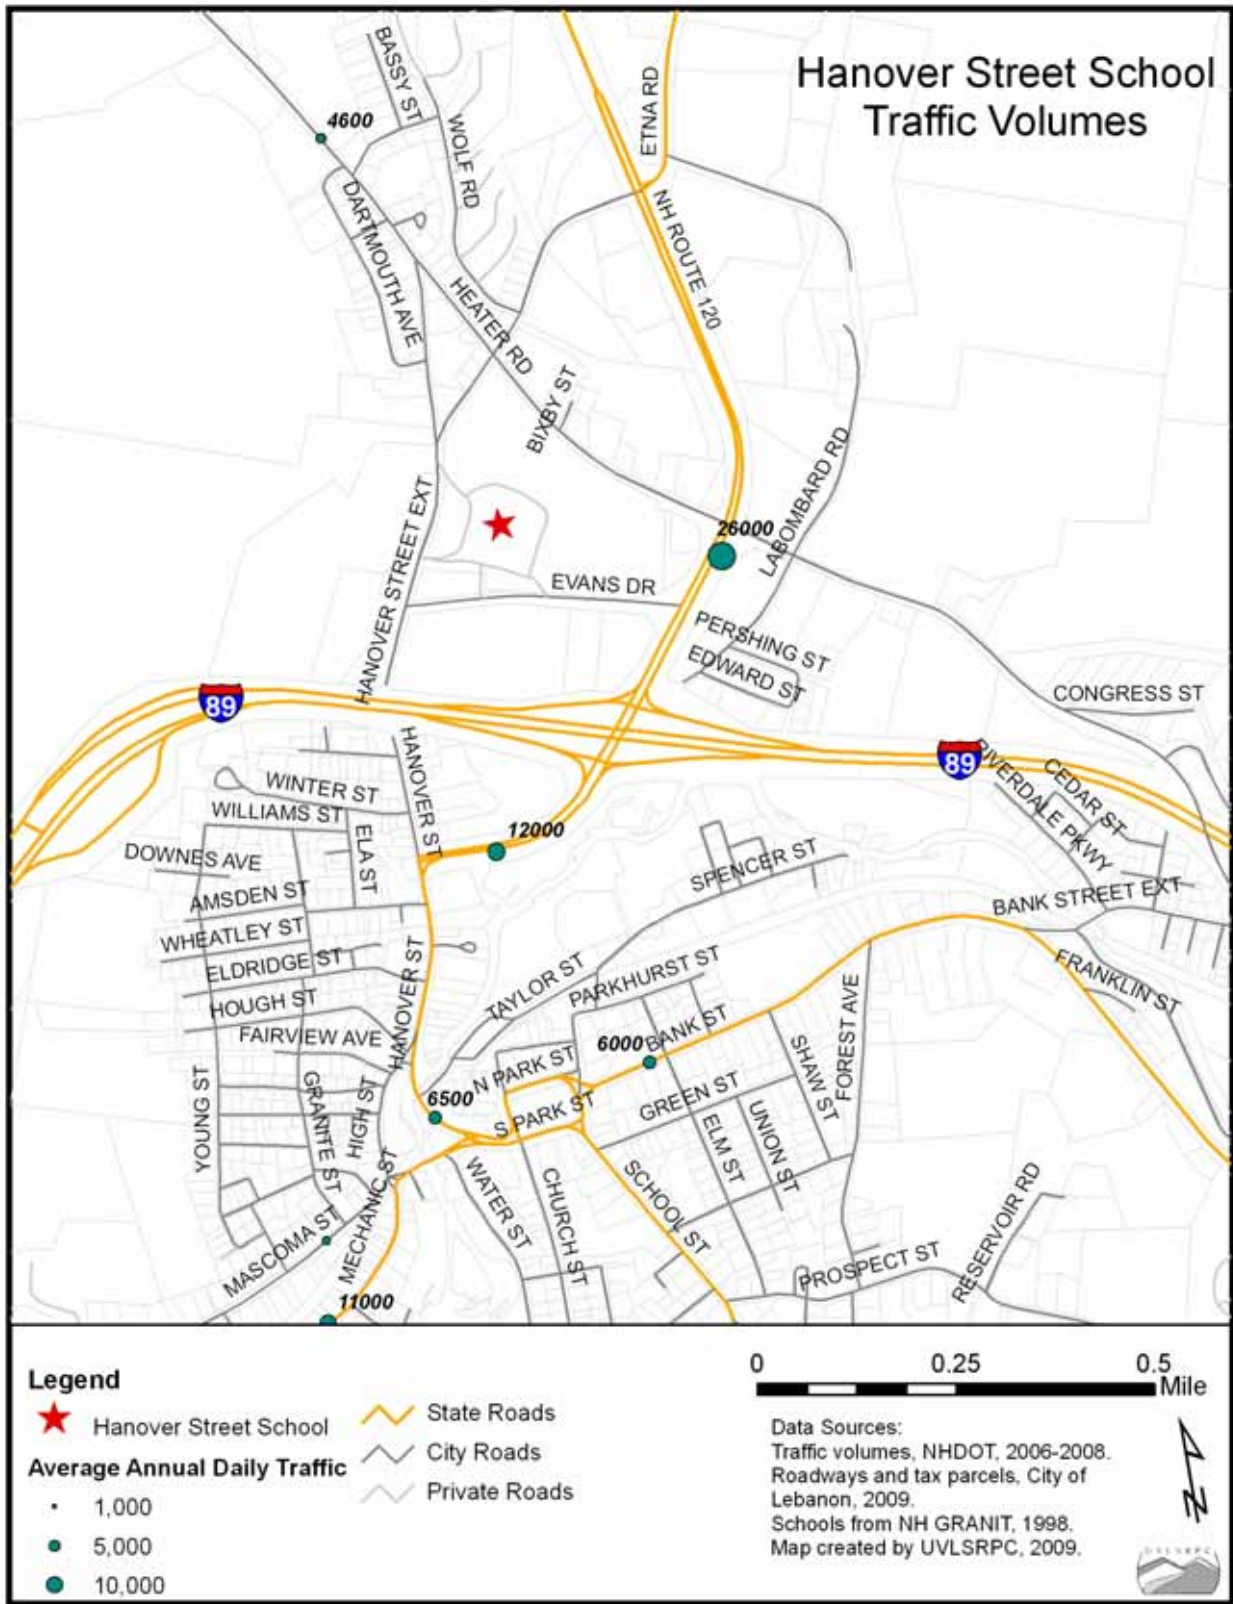 Hanover Street School
Traffic Volumes
BASSY ST
4600
WOLF RD
ETNA RD
DARTMOUTH AVE
NH ROUTE 120
HEATER RD
BIXBY ST
LABOMBARD RD
HANOVER STREET EXT
26000
EVANS DR
PERSHING ST
EDWARD ST
CONGRESS ST
89
89
HANOVER ST
WINTER ST
WILLIAMS ST
ELA ST
DOWNES AVE
12000
RIVERDALE PKWY
CEDAR ST
SPENCER ST
AMSDEN ST
BANK STREET EXT
WHEATLEY ST
ELDRIDGE ST
HANOVER ST
TAYLOR ST
PARKHURST ST
FOREST AVE
FRANKLIN ST
HOUGH ST
FAIRVIEW AVE
6000
BANK ST
SHAW ST
N PARK ST
YOUNG ST
GRANITE ST
HIGH ST
6500
S PARK ST
GREEN ST
ELM ST
UNION ST
MECHANIC ST
WATER ST
CHURCH ST
SCHOOL ST
MASCOMA ST
PROSPECT ST
RESERVOIR RD
11000
Legend
Hanover Street School
Average Annual Daily Traffic
1,000
5,000
10,000
State Roads
City Roads
Private Roads
0 0.25 0.5
Mile
Data Sources:
Traffic volumes, NHDOT, 2006-2008.
Roadways and tax parcels, City of
Lebanon, 2009.
Schools from NH GRANIT, 1998.
Map created by UVLSRPC, 2009.
N
UVLSRPC